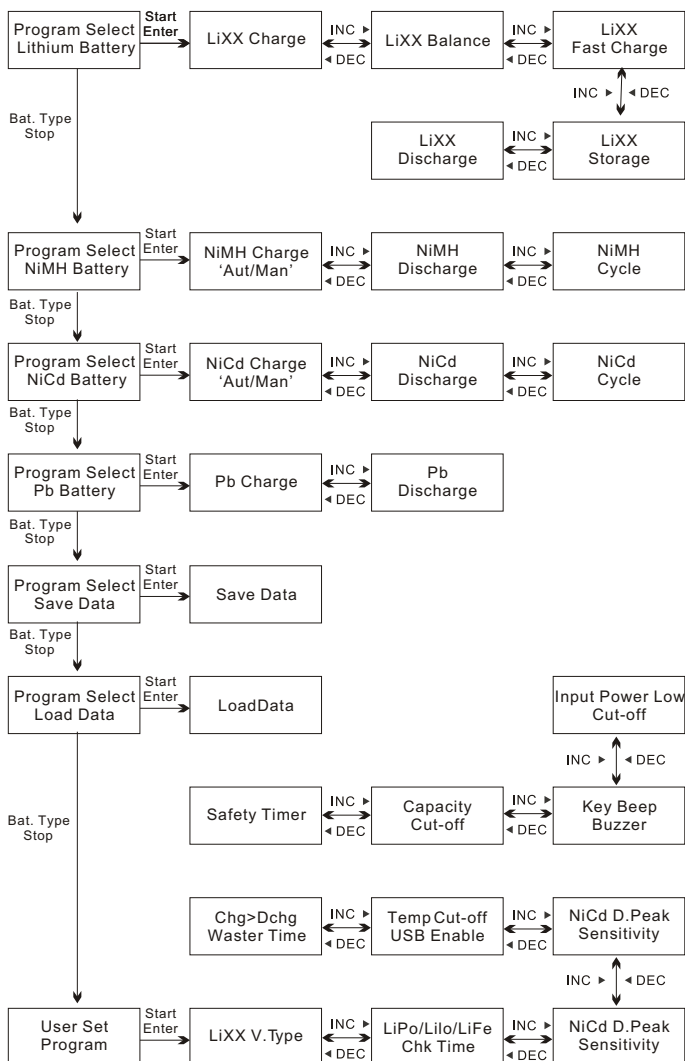 Program Select
Lithium Battery
Start
Enter
LiXX Charge
INC ►
◄ DEC
LiXX Balance
INC ►
◄ DEC
LiXX
Fast Charge
INC ►
◄ DEC
Bat. Type
Stop
LiXX
Discharge
INC ►
◄ DEC
LiXX
Storage
Program Select
NiMH Battery
Start
Enter
NiMH Charge
‘Aut/Man’
INC ►
◄ DEC
NiMH
Discharge
INC ►
◄ DEC
NiMH
Cycle
Bat. Type
Stop
Program Select
NiCd Battery
Start
Enter
NiCd Charge
‘Aut/Man’
INC ►
◄ DEC
NiCd
Discharge
INC ►
◄ DEC
NiCd
Cycle
Bat. Type
Stop
Program Select
Pb Battery
Start
Enter
Pb Charge
INC ►
◄ DEC
Pb
Discharge
Bat. Type
Stop
Program Select
Save Data
Start
Enter
Save Data
Bat. Type
Stop
Program Select
Load Data
Start
Enter
LoadData
Input Power Low
Cut-off
INC ►
◄ DEC
Bat. Type
Stop
Safety Timer
INC ►
◄ DEC
Capacity
Cut-off
INC ►
◄ DEC
Key Beep
Buzzer
Chg>Dchg
Waster Time
INC ►
◄ DEC
Temp Cut-off
USB Enable
INC ►
◄ DEC
NiCd D.Peak
Sensitivity
INC ►
◄ DEC
User Set
Program
Start
Enter
LiXX V.Type
INC ►
◄ DEC
LiPo/LiIo/LiFe
Chk Time
INC ►
◄ DEC
NiCd D.Peak
Sensitivity